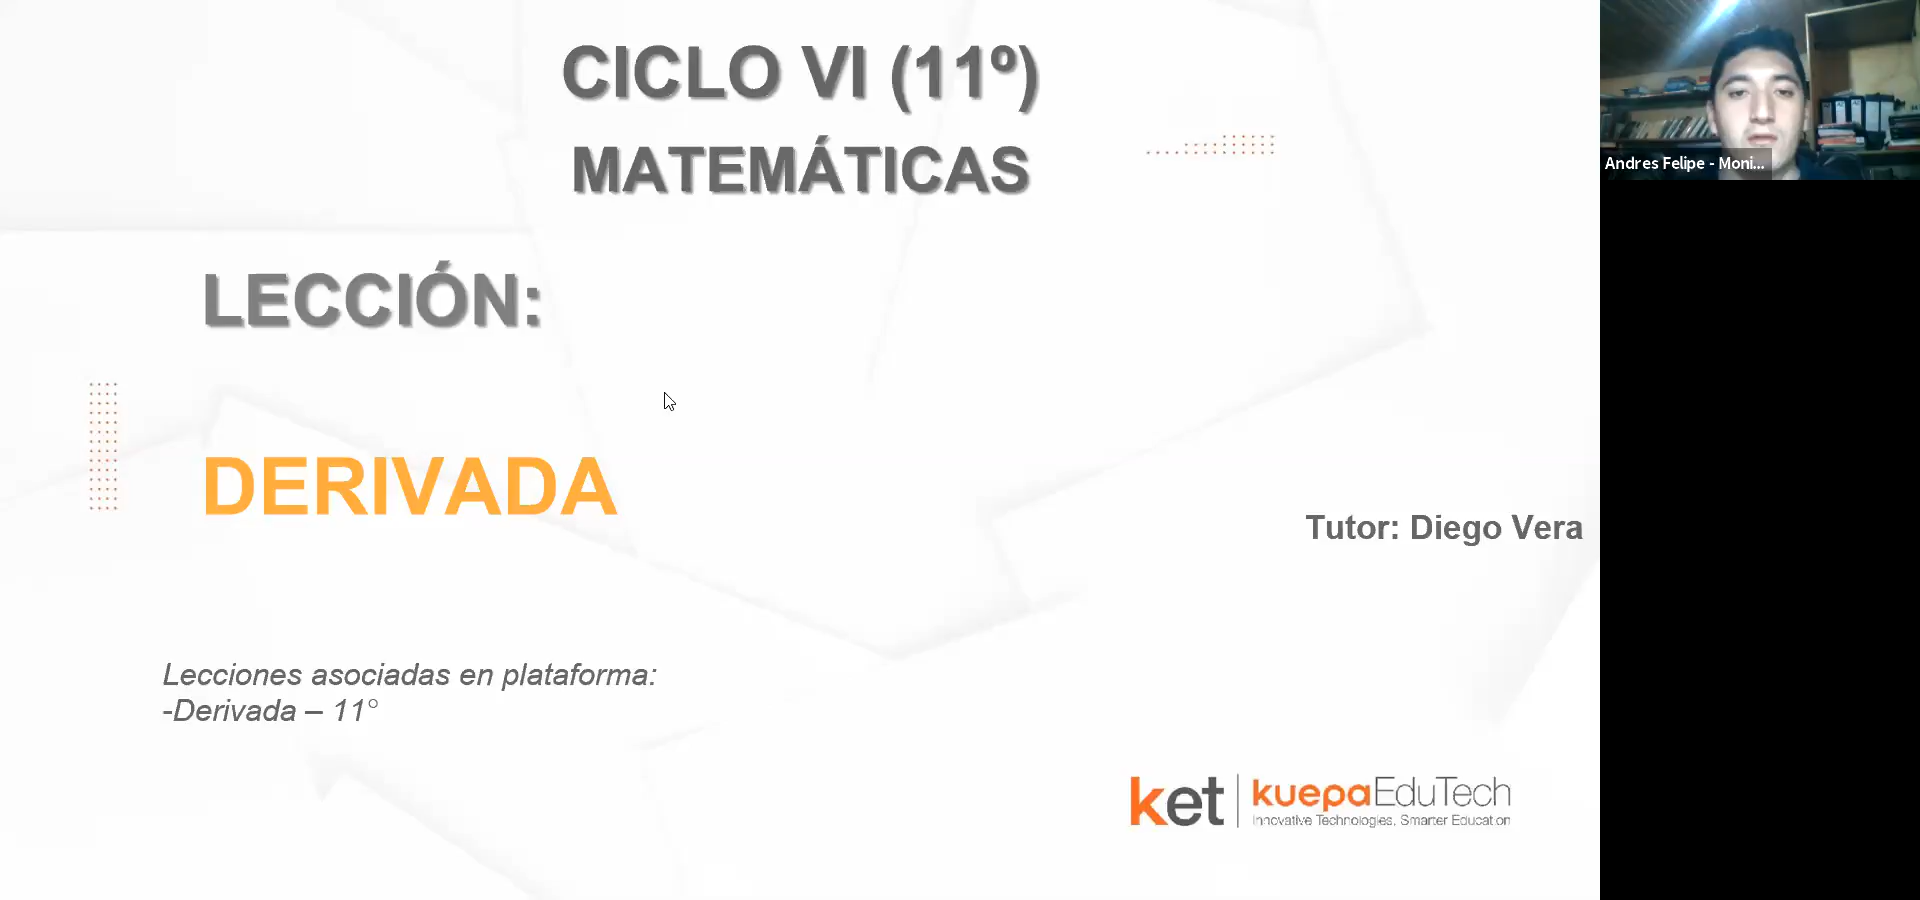 CICLO VI (11º)
MATEMÁTICAS
LECCIÓN:
DERIVADA
Tutor: Diego Vera
Lecciones asociadas en plataforma:
-Derivada – 11°
ket kuepaEduTech
Innovative Technologies, Smarter Education
Andres Felipe - Moni...